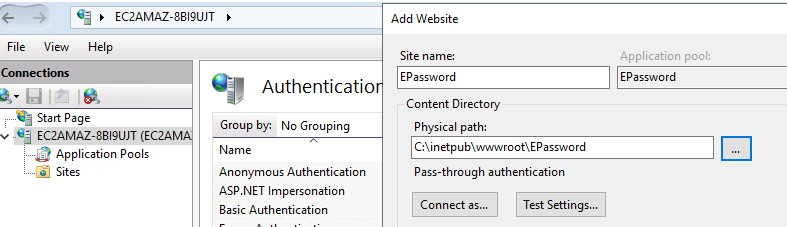 EC2AMAZ-8BI9UJT
File View Help
Connections
Start Page
EC2AMAZ-8BI9UJT (EC2AMAZ
Application Pools
Sites
Authentication
Group by: No Grouping
Name
Anonymous Authentication
ASP.NET Impersonation
Basic Authentication
Add Website
Site name:
Application pool:
EPassword
EPassword
Content Directory
Physical path:
C:\inetpub\wwwroot\EPassword
...
Pass-through authentication
Connect as...
Test Settings...